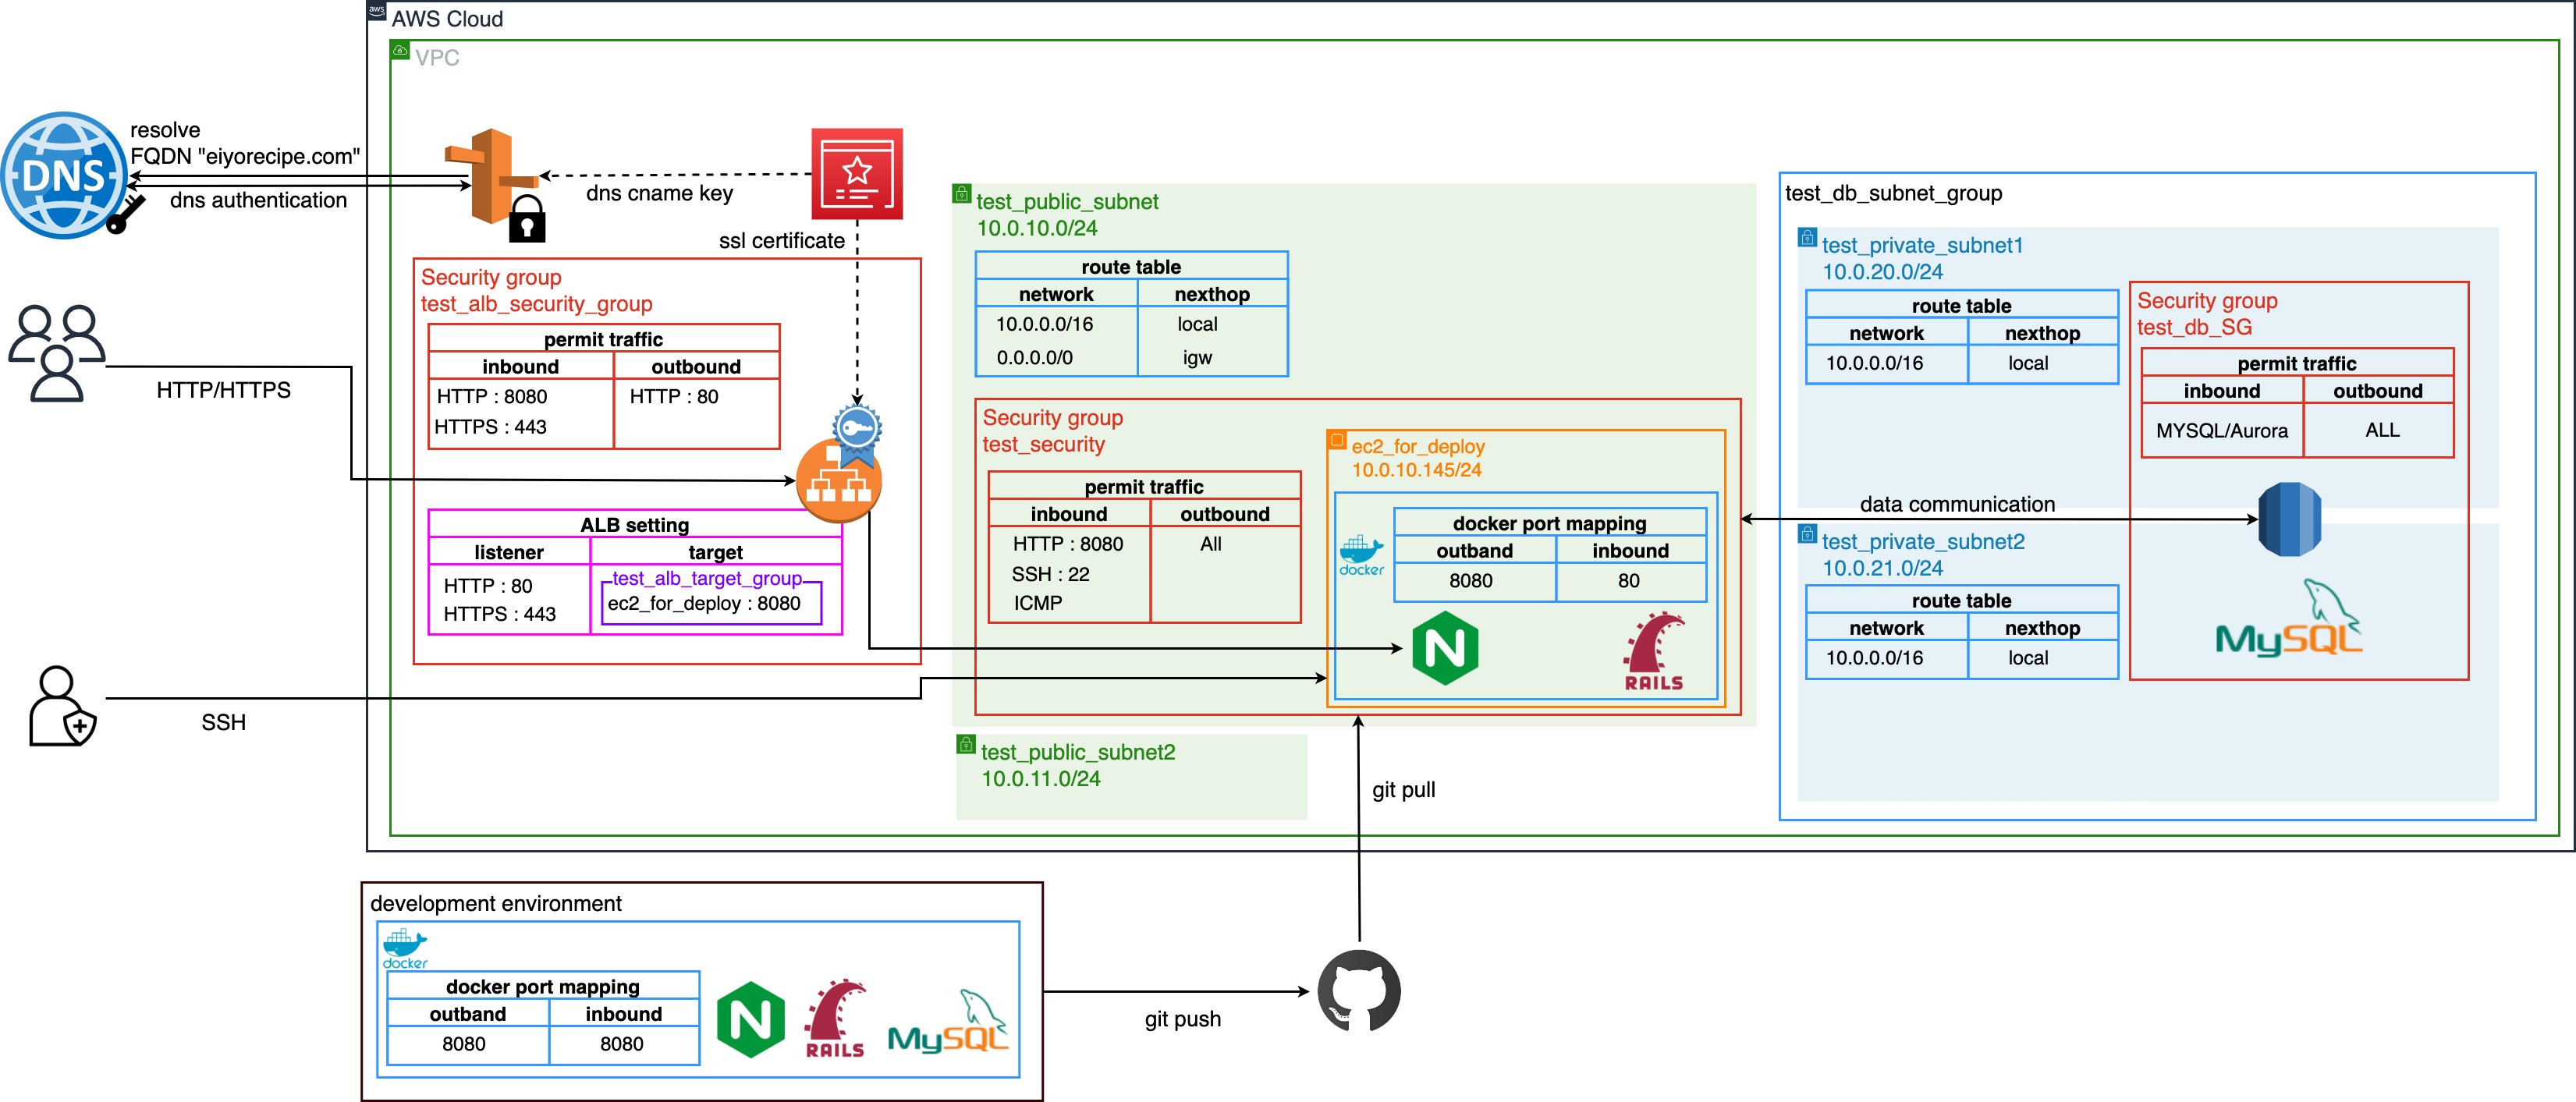 aws
AWS Cloud
VPC
DNS
resolve
FQDN "eiyorecipe.com"
dns authentication
dns cname key
ssl certificate
HTTP/HTTPS
SSH
Security group
test_alb_security_group
permit traffic
inbound outbound
HTTP : 8080 HTTP : 80
HTTPS : 443
ALB setting
listener target
HTTP : 80
HTTPS : 443
test_alb_target_group
ec2_for_deploy : 8080
test_public_subnet
10.0.10.0/24
route table
network nexthop
10.0.0.0/16 local
0.0.0.0/0 igw
Security group
test_security
permit traffic
inbound outbound
HTTP : 8080 All
SSH : 22
ICMP
ec2_for_deploy
10.0.10.145/24
docker
docker port mapping
outband inbound
8080 80
N
RAILS
test_public_subnet2
10.0.11.0/24
data communication
test_db_subnet_group
test_private_subnet1
10.0.20.0/24
route table
network nexthop
10.0.0.0/16 local
Security group
test_db_SG
permit traffic
inbound outbound
MYSQL/Aurora ALL
MySQL
test_private_subnet2
10.0.21.0/24
route table
network nexthop
10.0.0.0/16 local
git pull
development environment
docker
docker port mapping
outband inbound
8080 8080
N
RAILS
MySQL
git push